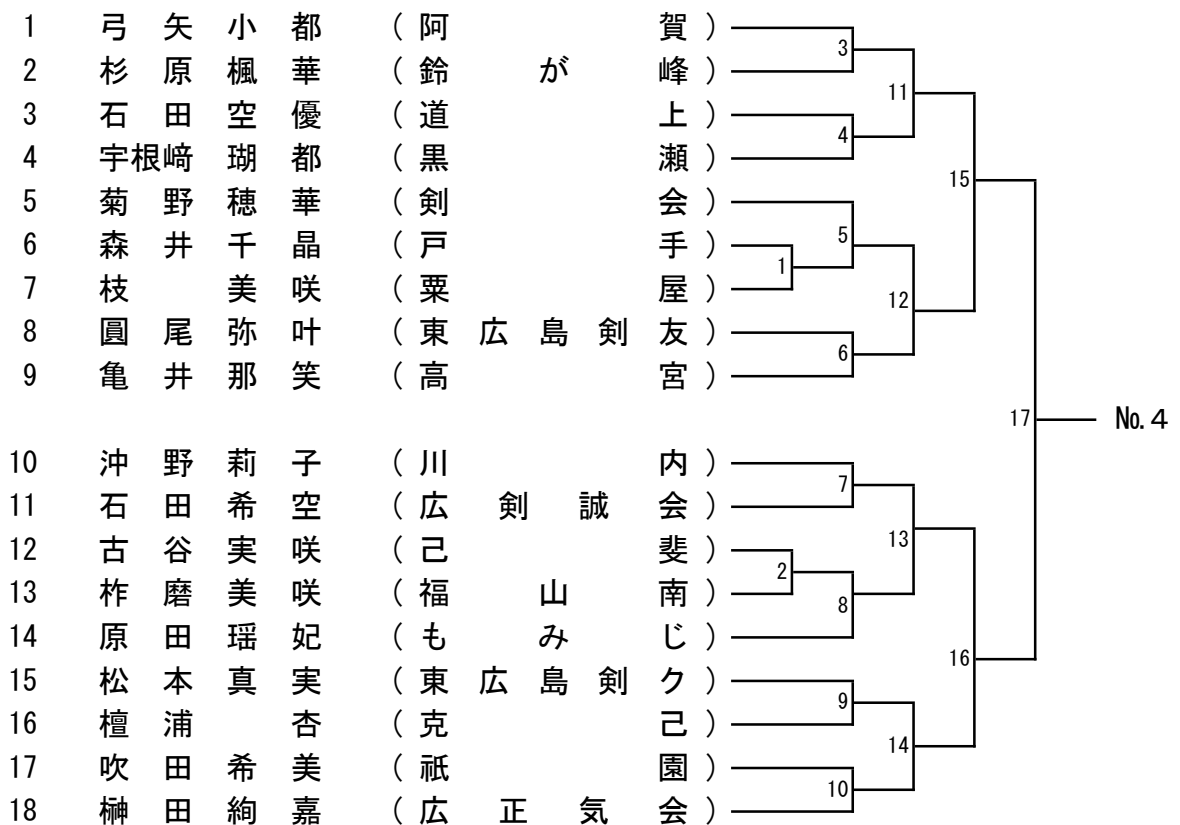 1 弓矢小都 (阿賀)
2 杉原楓華 (鈴が峰)
3 石田空優 (道上)
4 宇根﨑瑚都 (黒瀬)
5 菊野穂華 (剣会)
6 森井千晶 (戸手)
7 枝美咲 (粟屋)
8 圓尾弥叶 (東広島剣友)
9 亀井那笑 (高宮)
3
11
4
15
5
1
12
6
17 No.4
10 沖野莉子 (川内)
11 石田希空 (広剣誠会)
12 古谷実咲 (己斐)
13 柞磨美咲 (福山南)
14 原田瑶妃 (もみじ)
15 松本真実 (東広島剣ク)
16 檀浦杏 (克己)
17 吹田希美 (祇園)
18 榊田絢嘉 (広正気会)
7
13
2
8
16
9
14
10